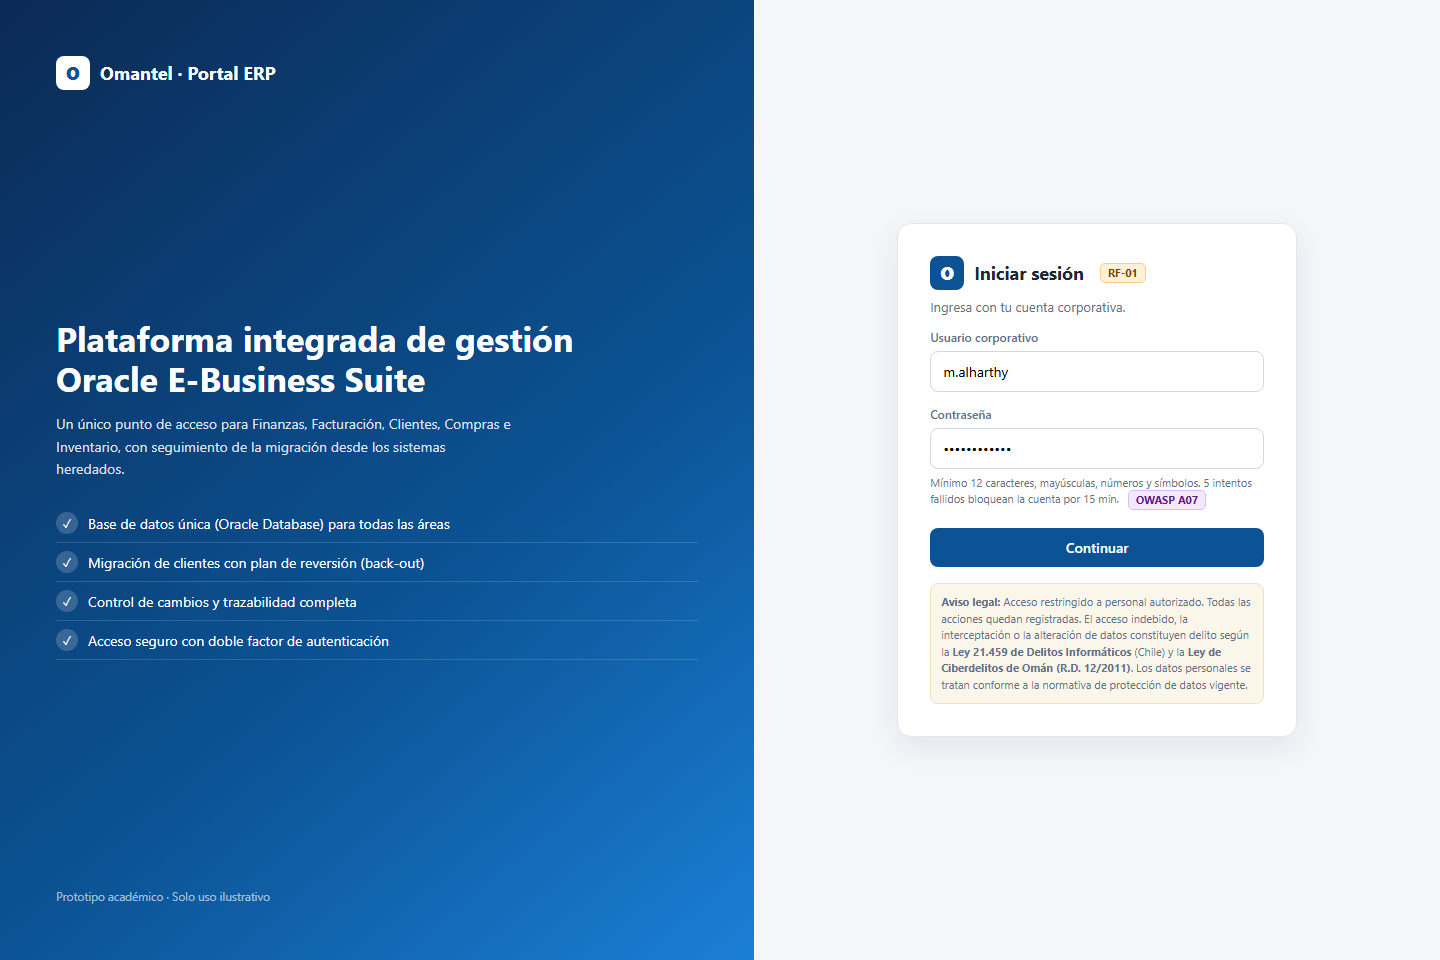 O Omantel · Portal ERP
Plataforma integrada de gestión
Oracle E-Business Suite
Un único punto de acceso para Finanzas, Facturación, Clientes, Compras e
Inventario, con seguimiento de la migración desde los sistemas
heredados.
✓ Base de datos única (Oracle Database) para todas las áreas
✓ Migración de clientes con plan de reversión (back-out)
✓ Control de cambios y trazabilidad completa
✓ Acceso seguro con doble factor de autenticación
Prototipo académico · Solo uso ilustrativo
O Iniciar sesión RF-01
Ingresa con tu cuenta corporativa.
Usuario corporativo
m.alharthy
Contraseña
••••••••••••
Mínimo 12 caracteres, mayúsculas, números y símbolos. 5 intentos
fallidos bloquean la cuenta por 15 min. OWASP A07
Continuar
Aviso legal: Acceso restringido a personal autorizado. Todas las
acciones quedan registradas. El acceso indebido, la
interceptación o la alteración de datos constituyen delito según
la Ley 21.459 de Delitos Informáticos (Chile) y la Ley de
Ciberdelitos de Omán (R.D. 12/2011). Los datos personales se
tratan conforme a la normativa de protección de datos vigente.